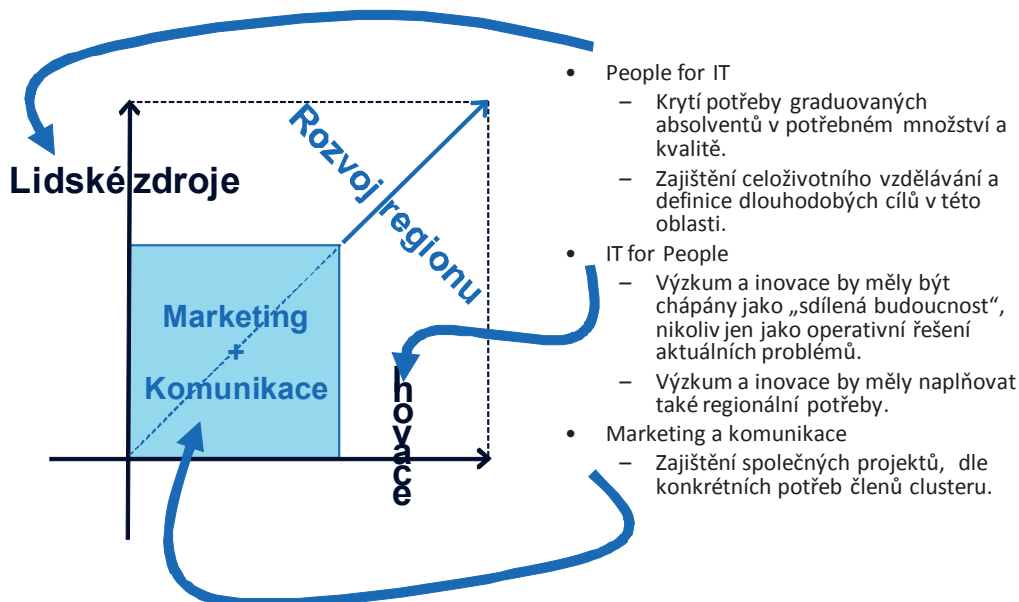 Lidské zdroje
Rozvoj regionu
Marketing
+
Komunikace
Inovace
• People for IT
– Krytí potřeby graduovaných
absolventů v potřebném množství a
kvalitě.
– Zajištění celoživotního vzdělávání a
definice dlouhodobých cílů v této
oblasti.
• IT for People
– Výzkum a inovace by měly být
chápány jako „sdílená budoucnost“,
nikoliv jen jako operativní řešení
aktuálních problémů.
– Výzkum a inovace by měly naplňovat
také regionální potřeby.
• Marketing a komunikace
– Zajištění společných projektů, dle
konkrétních potřeb členů clusteru.